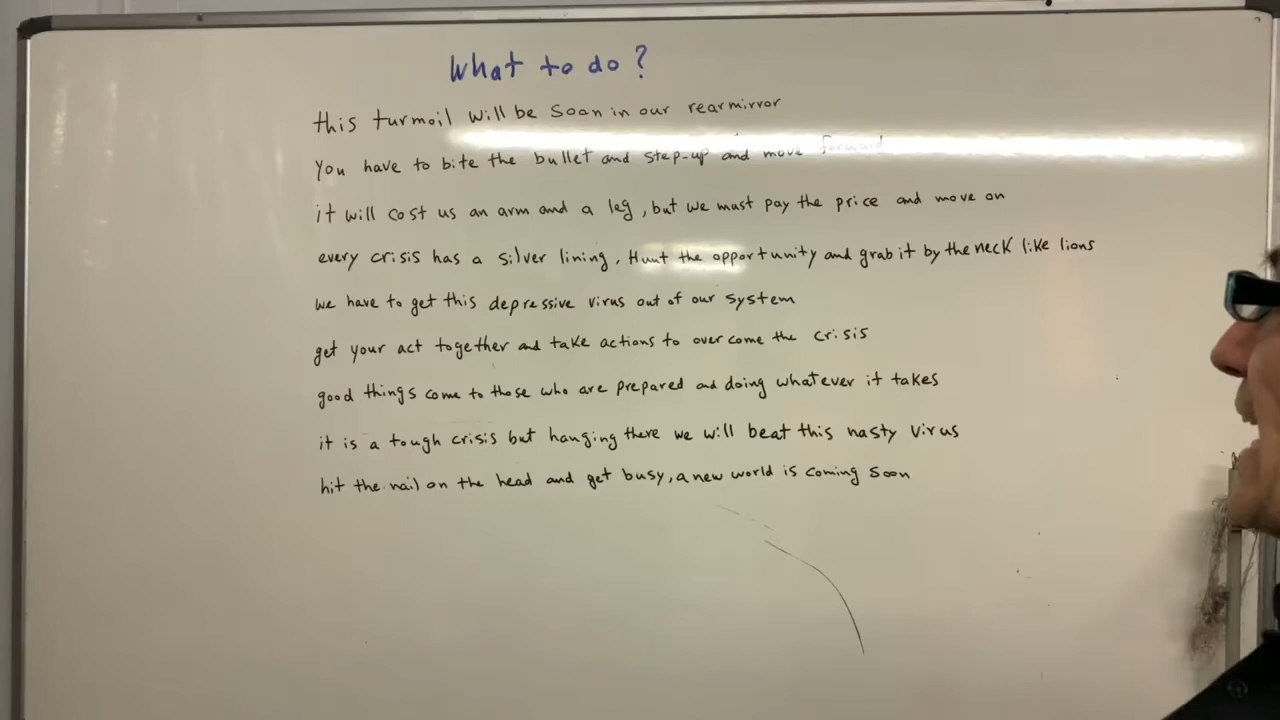 What to do?
this turmoil will be soon in our rearmirror
You have to bite the bullet and step-up and move forward
it will cost us an arm and a leg, but we must pay the price and move on
every crisis has a silver lining. Hunt the opportunity and grab it by the neck like lions
we have to get this depressive virus out of our system
get your act together and take actions to overcome the crisis
good things come to those who are prepared and doing whatever it takes
it is a tough crisis but hanging there we will beat this nasty virus
hit the nail on the head and get busy, a new world is coming soon